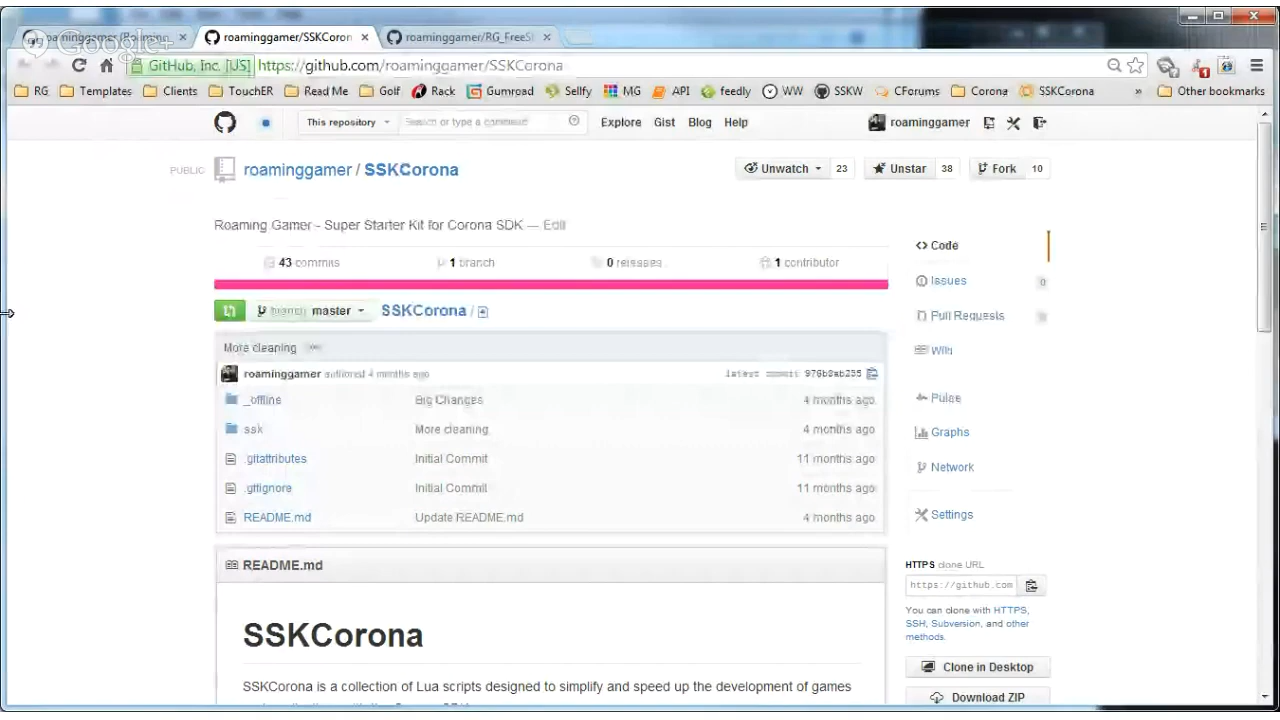 roaminggamer/SSKCoron
roaminggamer/RG_FreeS
Google+
GitHub, Inc. [US] https://github.com/roaminggamer/SSKCorona
RG Templates Clients TouchER Read Me Golf Rack Gumroad Sellfy MG API feedly WW SSKW CForums Corona SSKCorona » Other bookmarks
This repository Search or type a command Explore Gist Blog Help roaminggamer
PUBLIC roaminggamer / SSKCorona Unwatch 23 Unstar 38 Fork 10
Roaming Gamer - Super Starter Kit for Corona SDK — Edit
43 commits 1 branch 0 releases 1 contributor
branch: master SSKCorona /
More cleaning
roaminggamer authored 4 months ago latest commit
_offline Big Changes 4 months ago
ssk More cleaning 4 months ago
.gitattributes Initial Commit 11 months ago
.gitignore Initial Commit 11 months ago
README.md Update README.md 4 months ago
README.md
SSKCorona
SSKCorona is a collection of Lua scripts designed to simplify and speed up the development of games
<> Code
Issues 0
Pull Requests
Wiki
Pulse
Graphs
Network
Settings
HTTPS clone URL
https://github.com
You can clone with HTTPS,
SSH, Subversion, and other
methods.
Clone in Desktop
Download ZIP